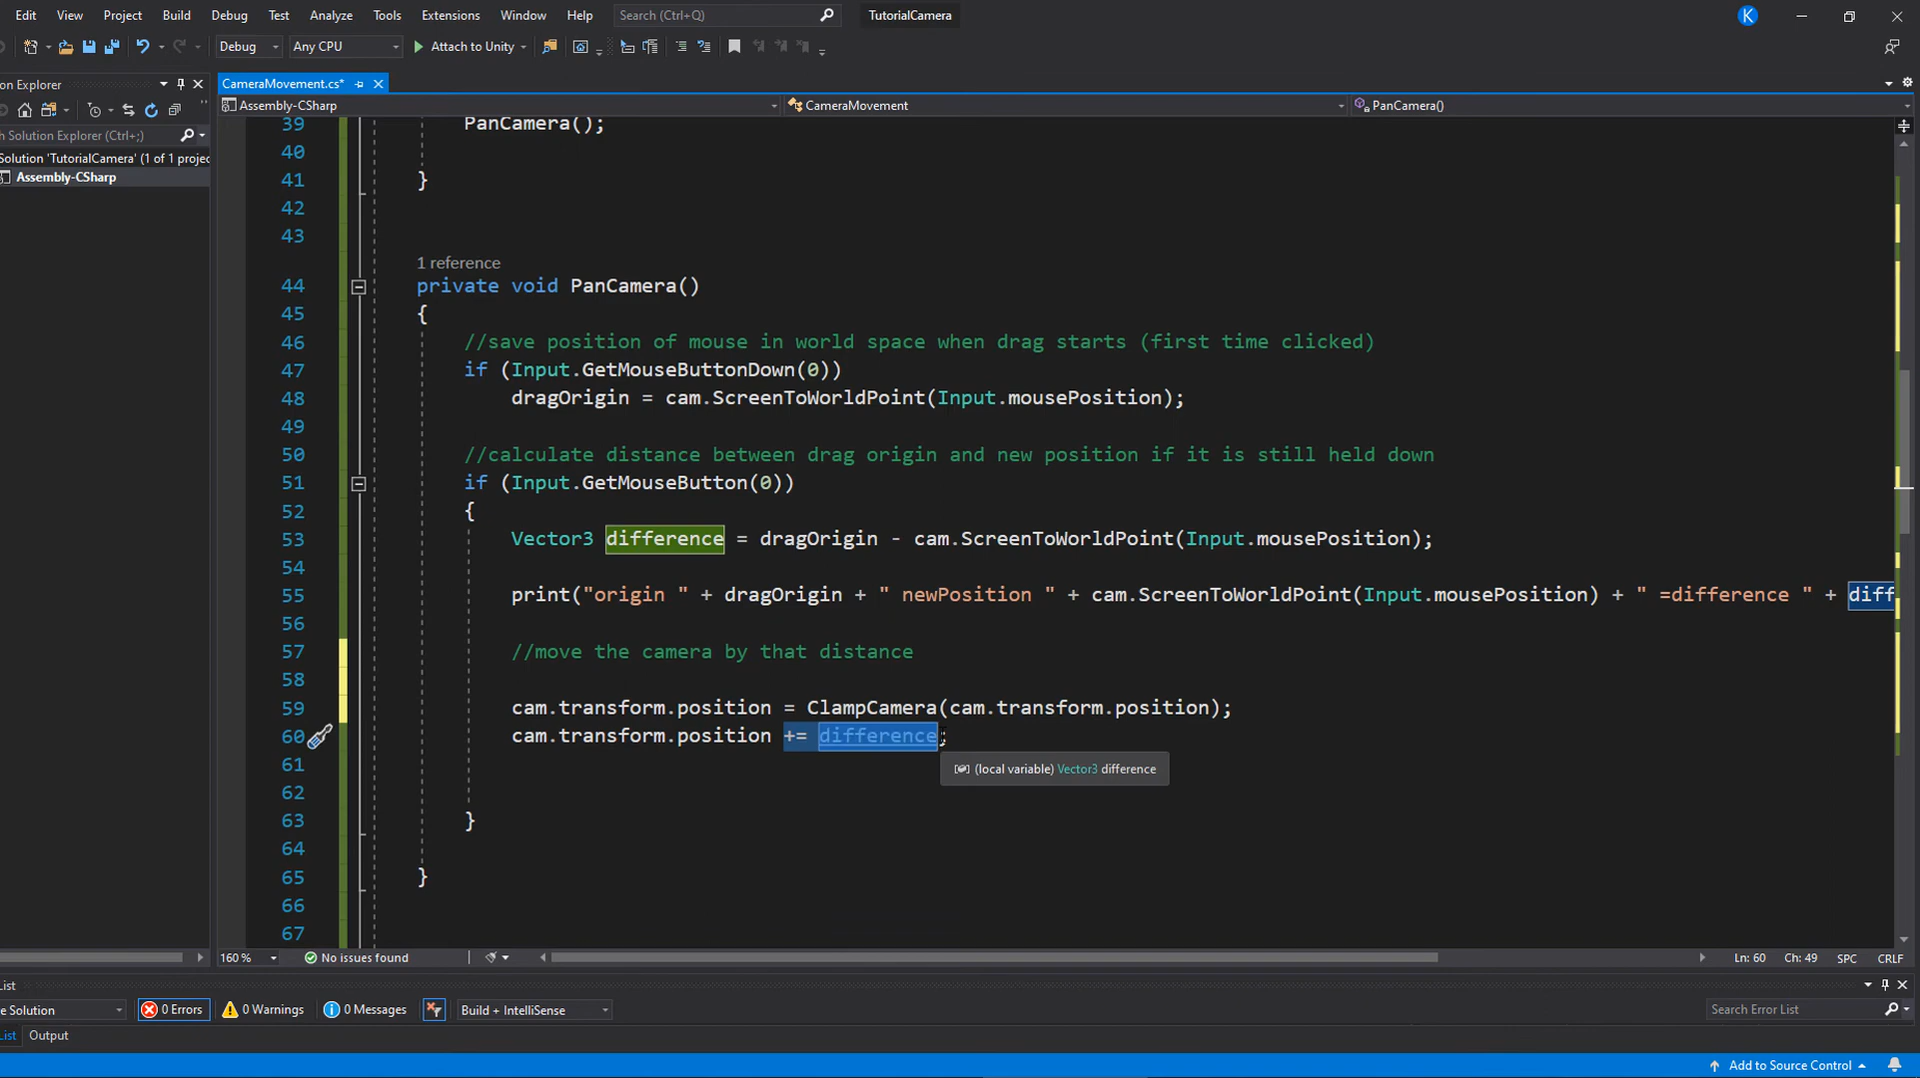 Edit View Project Build Debug Test Analyze Tools Extensions Window Help Search (Ctrl+Q) TutorialCamera K
Debug Any CPU Attach to Unity
on Explorer
CameraMovement.cs*
Assembly-CSharp CameraMovement PanCamera()
h Solution Explorer (Ctrl+;)
Solution 'TutorialCamera' (1 of 1 projec
Assembly-CSharp
39 PanCamera();
40
41 }
42
43
1 reference
44 private void PanCamera()
45 {
46 //save position of mouse in world space when drag starts (first time clicked)
47 if (Input.GetMouseButtonDown(0))
48 dragOrigin = cam.ScreenToWorldPoint(Input.mousePosition);
49
50 //calculate distance between drag origin and new position if it is still held down
51 if (Input.GetMouseButton(0))
52 {
53 Vector3 difference = dragOrigin - cam.ScreenToWorldPoint(Input.mousePosition);
54
55 print("origin " + dragOrigin + " newPosition " + cam.ScreenToWorldPoint(Input.mousePosition) + " =difference " + diff
56
57 //move the camera by that distance
58
59 cam.transform.position = ClampCamera(cam.transform.position);
60 cam.transform.position += difference;
61 (local variable) Vector3 difference
62
63 }
64
65 }
66
67
160 % No issues found Ln: 60 Ch: 49 SPC CRLF
List
e Solution 0 Errors 0 Warnings 0 Messages Build + IntelliSense Search Error List
List Output
Add to Source Control